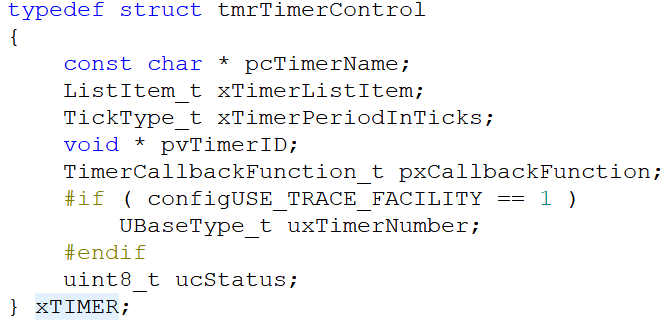 typedef struct tmrTimerControl
{
    const char * pcTimerName;
    ListItem_t xTimerListItem;
    TickType_t xTimerPeriodInTicks;
    void * pvTimerID;
    TimerCallbackFunction_t pxCallbackFunction;
    #if ( configUSE_TRACE_FACILITY == 1 )
        UBaseType_t uxTimerNumber;
    #endif
    uint8_t ucStatus;
} xTIMER;